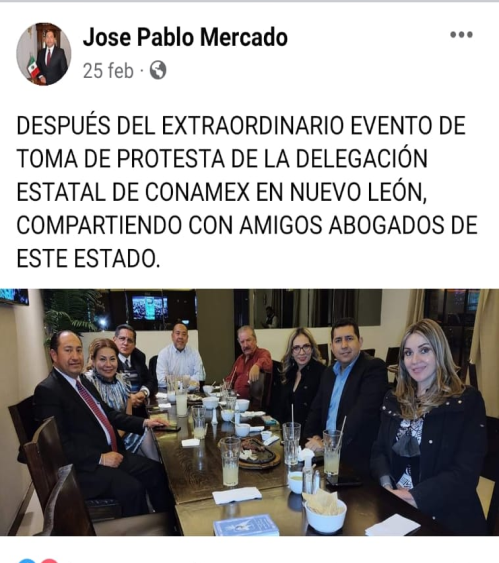 Jose Pablo Mercado
25 feb ·
DESPUÉS DEL EXTRAORDINARIO EVENTO DE
TOMA DE PROTESTA DE LA DELEGACIÓN
ESTATAL DE CONAMEX EN NUEVO LEÓN,
COMPARTIENDO CON AMIGOS ABOGADOS DE
ESTE ESTADO.